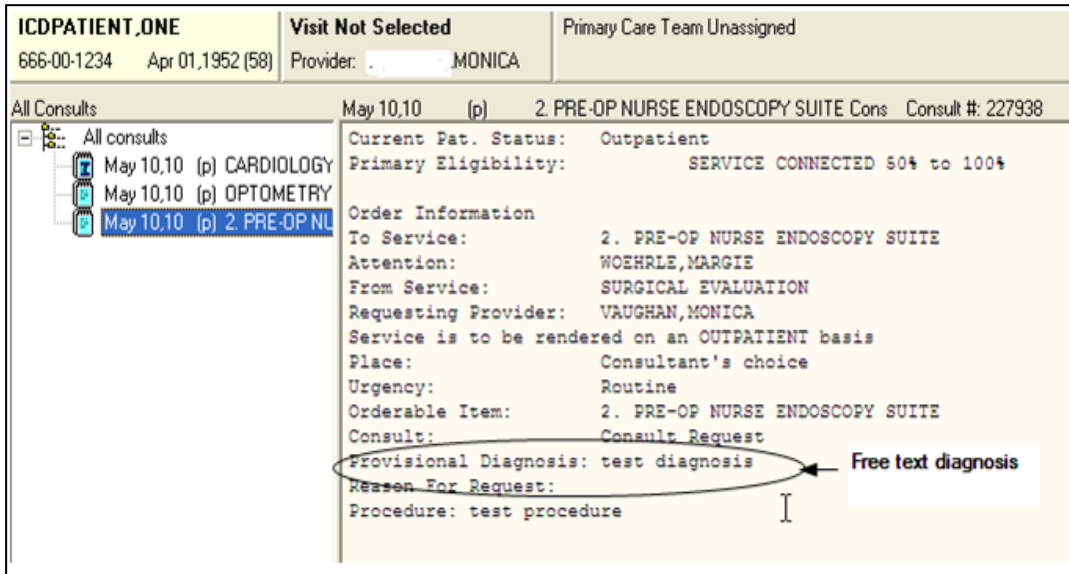 ICDPATIENT,ONE
666-00-1234 Apr 01,1952 (58)
Visit Not Selected
Provider: . ,MONICA
Primary Care Team Unassigned
All Consults
All consults
May 10,10 (p) CARDIOLOGY
May 10,10 (p) OPTOMETRY
May 10,10 (p) 2. PRE-OP NU
May 10,10 (p) 2. PRE-OP NURSE ENDOSCOPY SUITE Cons Consult #: 227938
Current Pat. Status: Outpatient
Primary Eligibility: SERVICE CONNECTED 50% to 100%
Order Information
To Service: 2. PRE-OP NURSE ENDOSCOPY SUITE
Attention: WOEHRLE,MARGIE
From Service: SURGICAL EVALUATION
Requesting Provider: VAUGHAN,MONICA
Service is to be rendered on an OUTPATIENT basis
Place: Consultant's choice
Urgency: Routine
Orderable Item: 2. PRE-OP NURSE ENDOSCOPY SUITE
Consult: Consult Request
Provisional Diagnosis: test diagnosis
Free text diagnosis
Reason For Request:
Procedure: test procedure